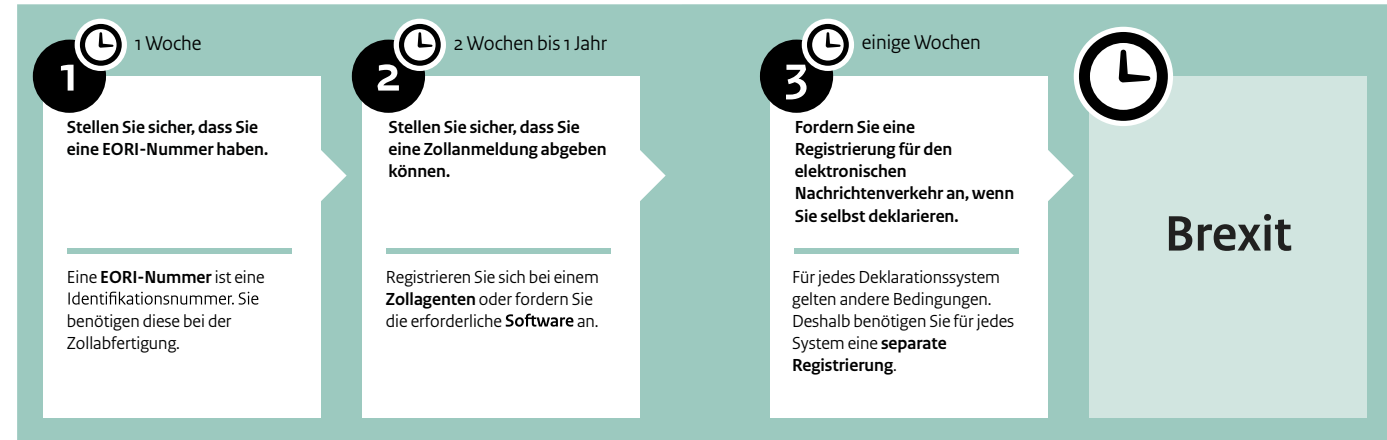 1
1 Woche
Stellen Sie sicher, dass Sie
eine EORI-Nummer haben.
Eine EORI-Nummer ist eine
Identifikationsnummer. Sie
benötigen diese bei der
Zollabfertigung.
2
2 Wochen bis 1 Jahr
Stellen Sie sicher, dass Sie
eine Zollanmeldung abgeben
können.
Registrieren Sie sich bei einem
Zollagenten oder fordern Sie
die erforderliche Software an.
3
einige Wochen
Fordern Sie eine
Registrierung für den
elektronischen
Nachrichtenverkehr an, wenn
Sie selbst deklarieren.
Für jedes Deklarationssystem
gelten andere Bedingungen.
Deshalb benötigen Sie für jedes
System eine separate
Registrierung.
Brexit